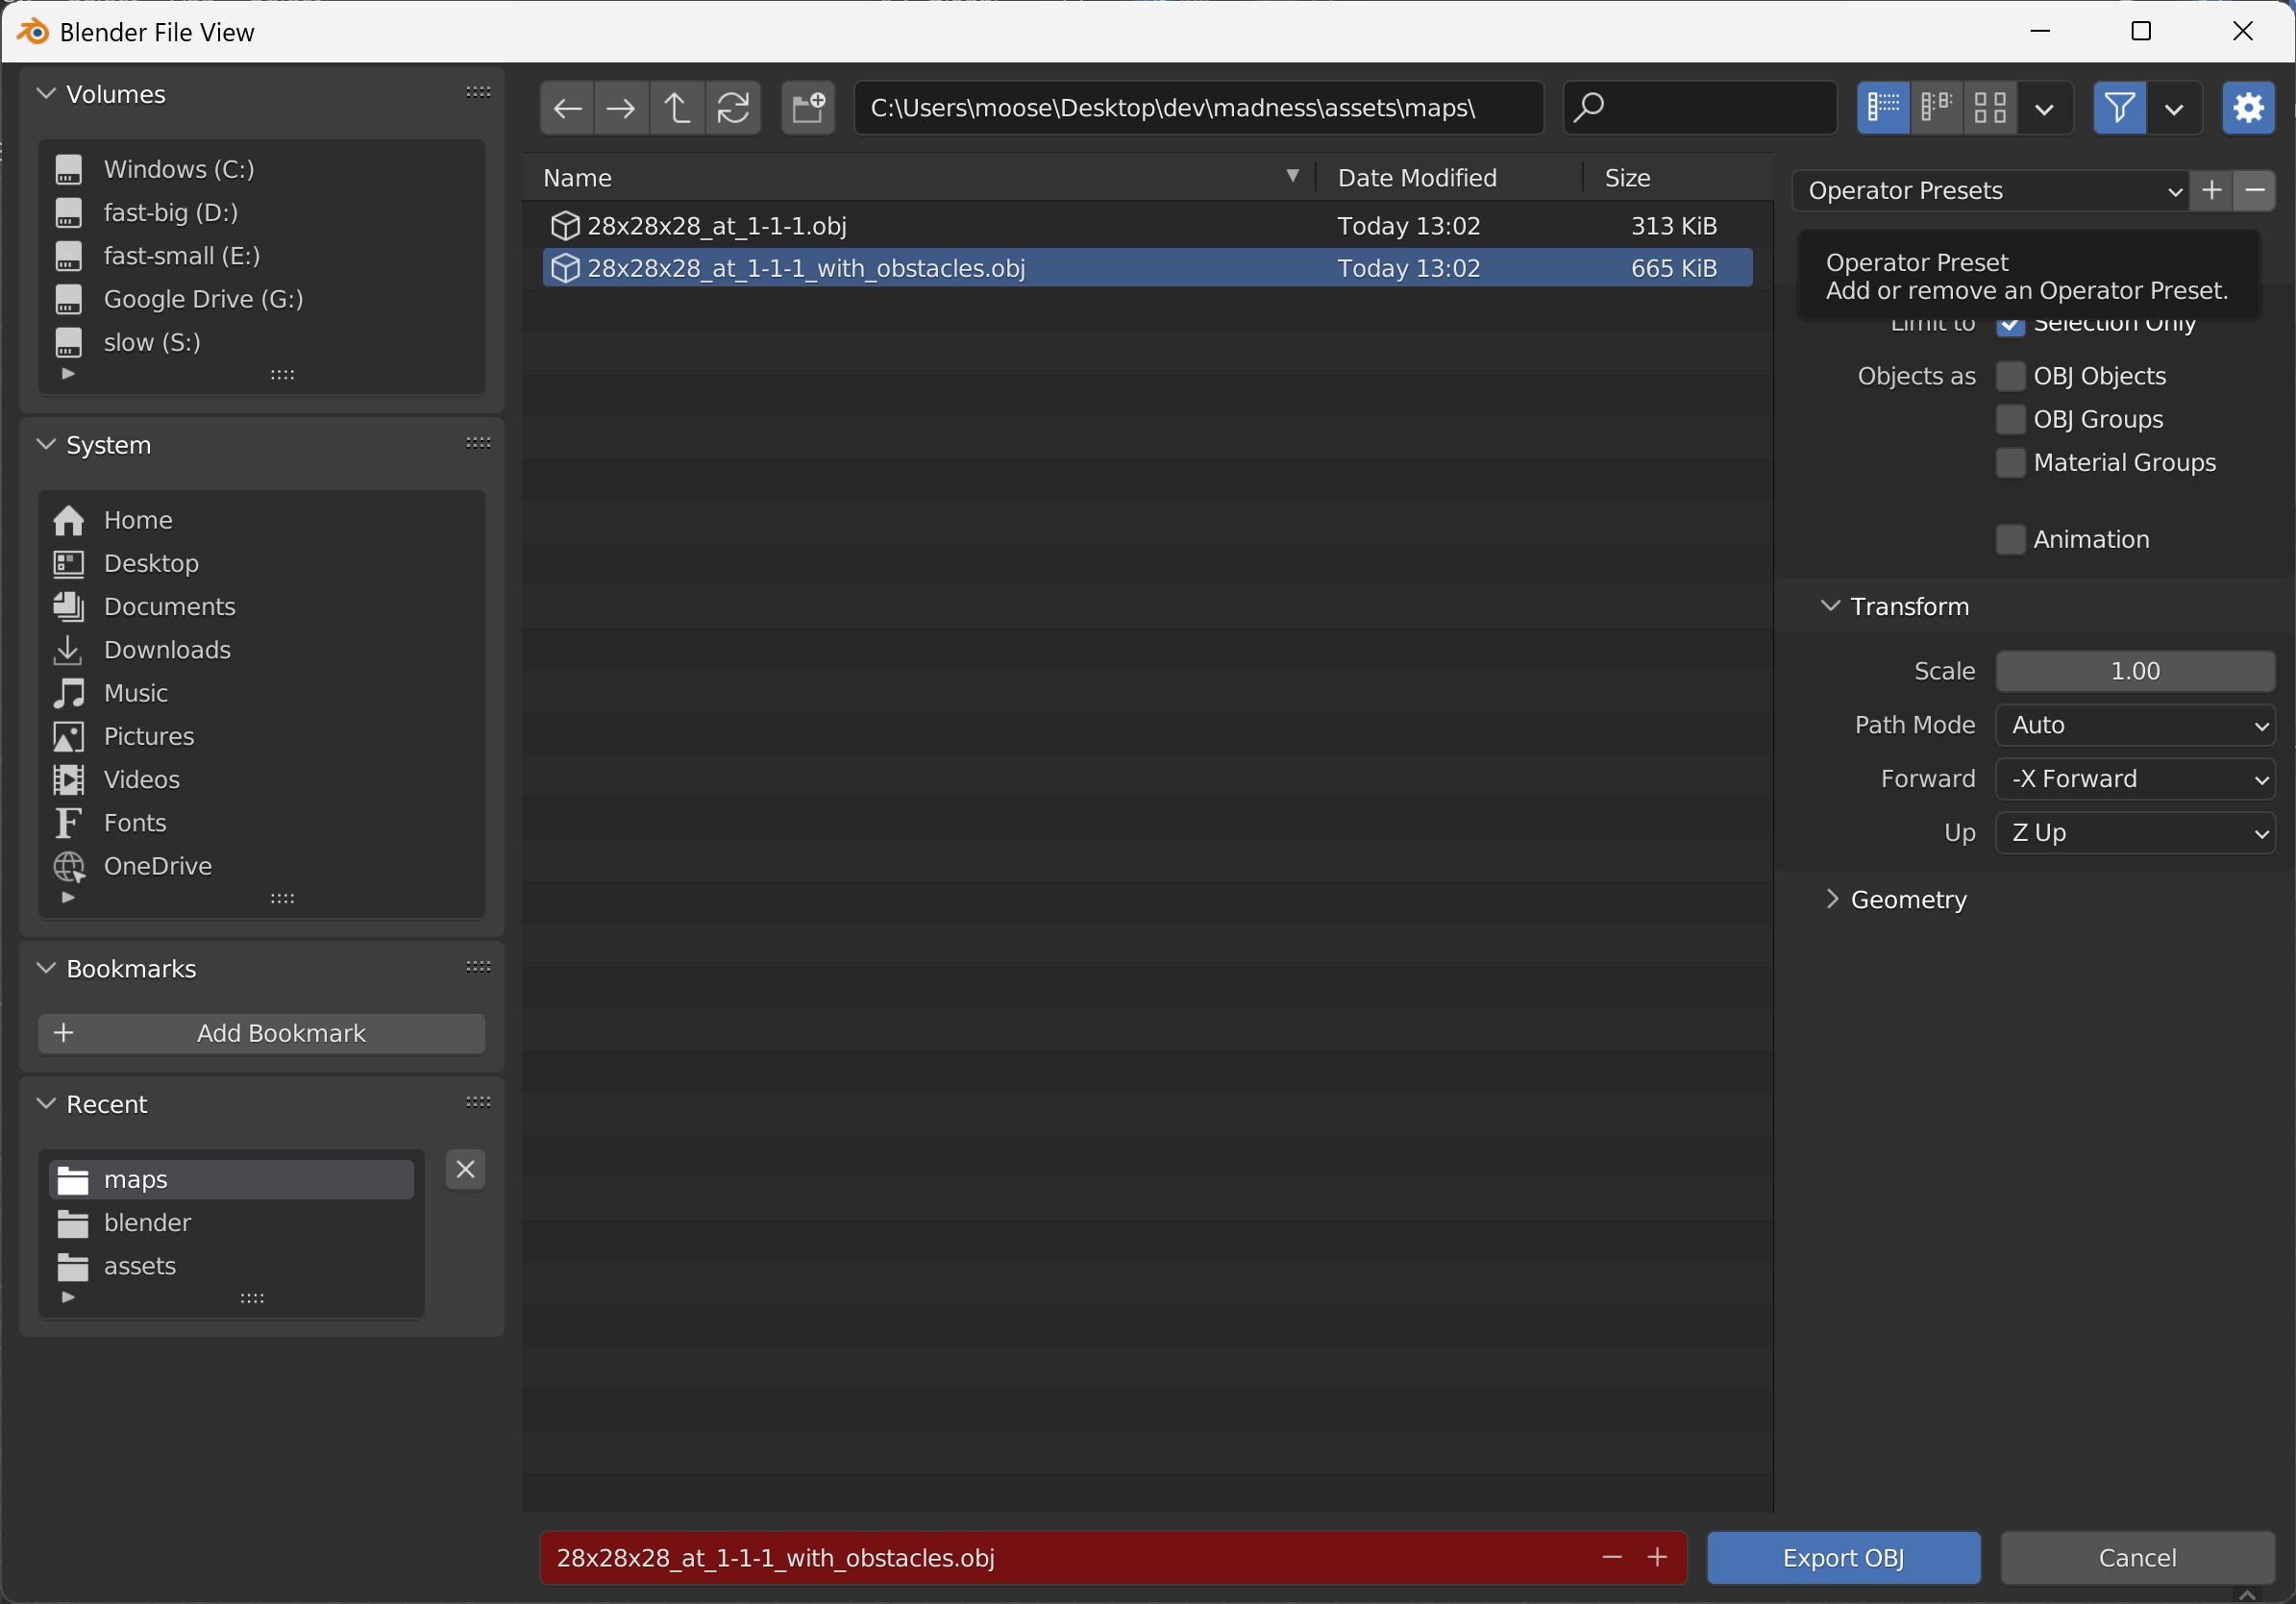 Blender File View
Volumes
Windows (C:)
fast-big (D:)
fast-small (E:)
Google Drive (G:)
slow (S:)
System
Home
Desktop
Documents
Downloads
Music
Pictures
Videos
Fonts
OneDrive
Bookmarks
Add Bookmark
Recent
maps
blender
assets
C:\Users\moose\Desktop\dev\madness\assets\maps\
Name Date Modified Size
28x28x28_at_1-1-1.obj Today 13:02 313 KiB
28x28x28_at_1-1-1_with_obstacles.obj Today 13:02 665 KiB
Operator Presets
Operator Preset
Add or remove an Operator Preset.
Limit to Selection Only
Objects as OBJ Objects
OBJ Groups
Material Groups
Animation
Transform
Scale 1.00
Path Mode Auto
Forward -X Forward
Up Z Up
Geometry
28x28x28_at_1-1-1_with_obstacles.obj
Export OBJ
Cancel